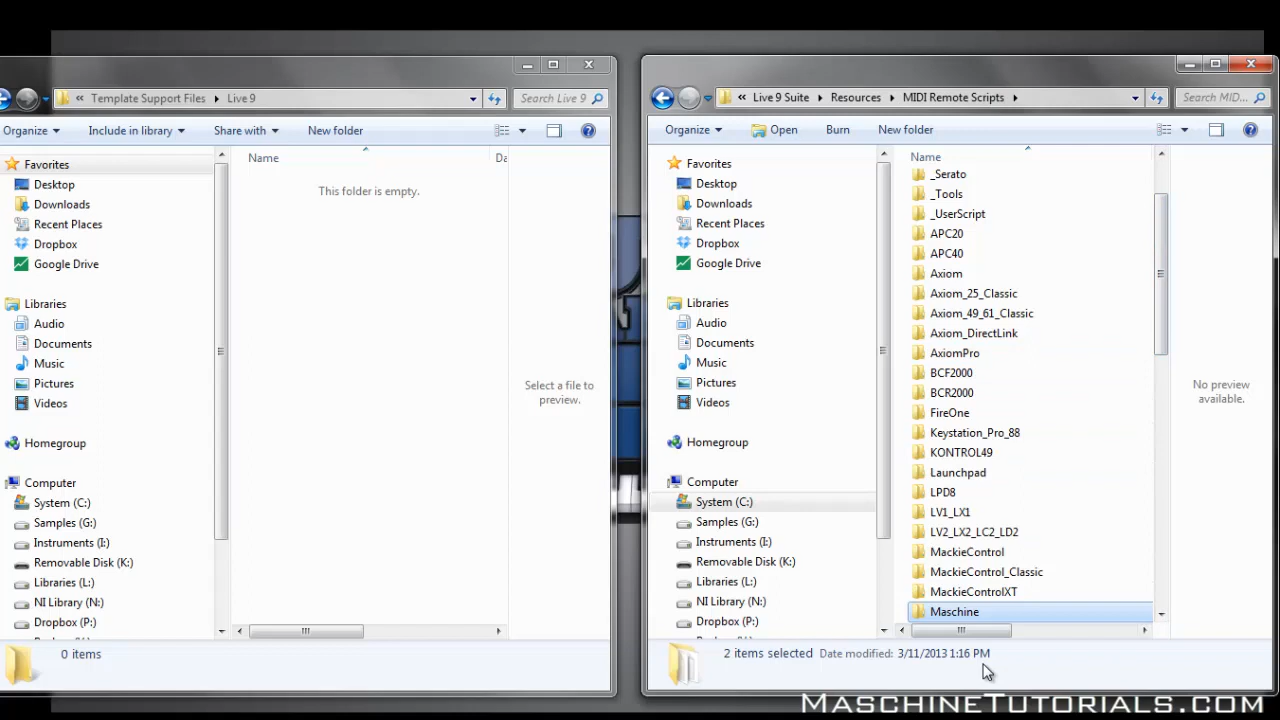 Template Support Files
Live 9
Search Live 9
Organize
Include in library
Share with
New folder
Name
Da
This folder is empty.
Favorites
Desktop
Downloads
Recent Places
Dropbox
Google Drive
Libraries
Audio
Documents
Music
Pictures
Videos
Homegroup
Computer
System (C:)
Samples (G:)
Instruments (I:)
Removable Disk (K:)
Libraries (L:)
NI Library (N:)
Dropbox (P:)
Select a file to
preview.
0 items
Live 9 Suite
Resources
MIDI Remote Scripts
Search MID...
Organize
Open
Burn
New folder
Favorites
Desktop
Downloads
Recent Places
Dropbox
Google Drive
Libraries
Audio
Documents
Music
Pictures
Videos
Homegroup
Computer
System (C:)
Samples (G:)
Instruments (I:)
Removable Disk (K:)
Libraries (L:)
NI Library (N:)
Dropbox (P:)
Name
_Serato
_Tools
_UserScript
APC20
APC40
Axiom
Axiom_25_Classic
Axiom_49_61_Classic
Axiom_DirectLink
AxiomPro
BCF2000
BCR2000
FireOne
Keystation_Pro_88
KONTROL49
Launchpad
LPD8
LV1_LX1
LV2_LX2_LC2_LD2
MackieControl
MackieControl_Classic
MackieControlXT
Maschine
No preview
available.
2 items selected Date modified: 3/11/2013 1:16 PM
MASCHINETUTORIALS.COM